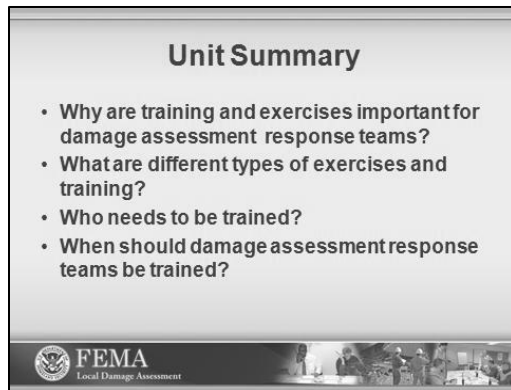 Unit Summary
• Why are training and exercises important for
damage assessment response teams?
• What are different types of exercises and
training?
• Who needs to be trained?
• When should damage assessment response
teams be trained?
FEMA
Local Damage Assessment